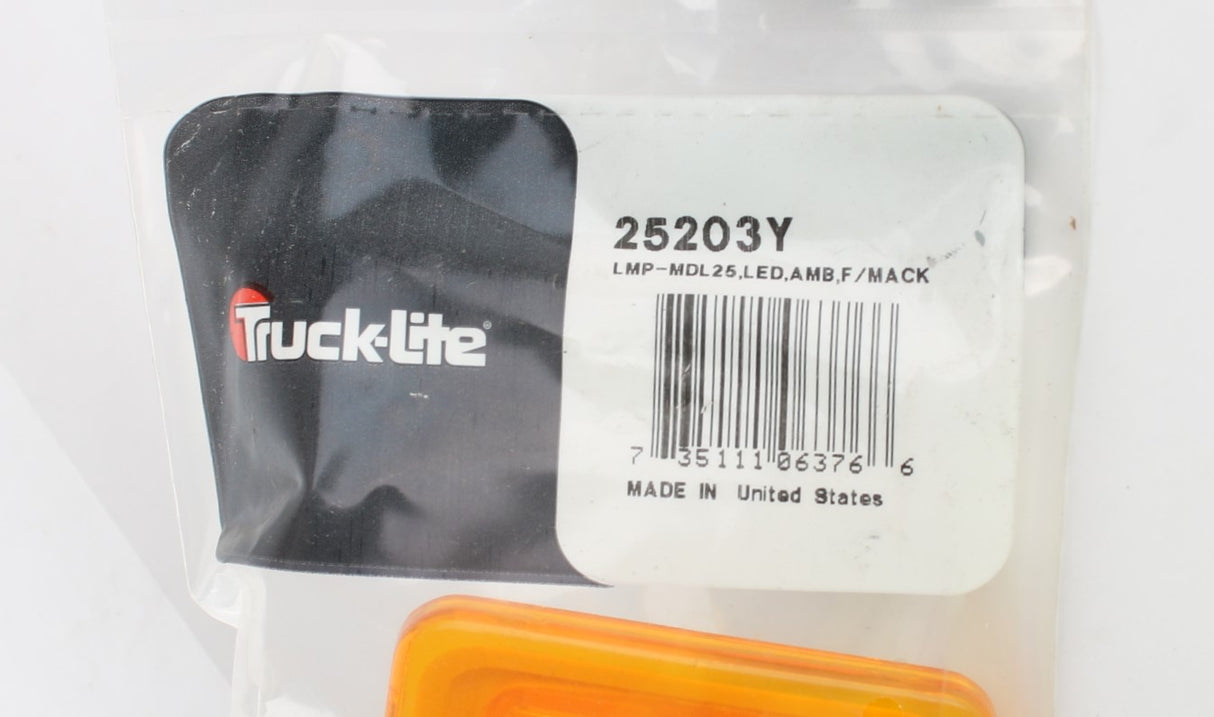 Truck-Lite®
25203Y
LMP-MDL25,LED,AMB,F/MACK
7 35111 06376 6
MADE IN United States